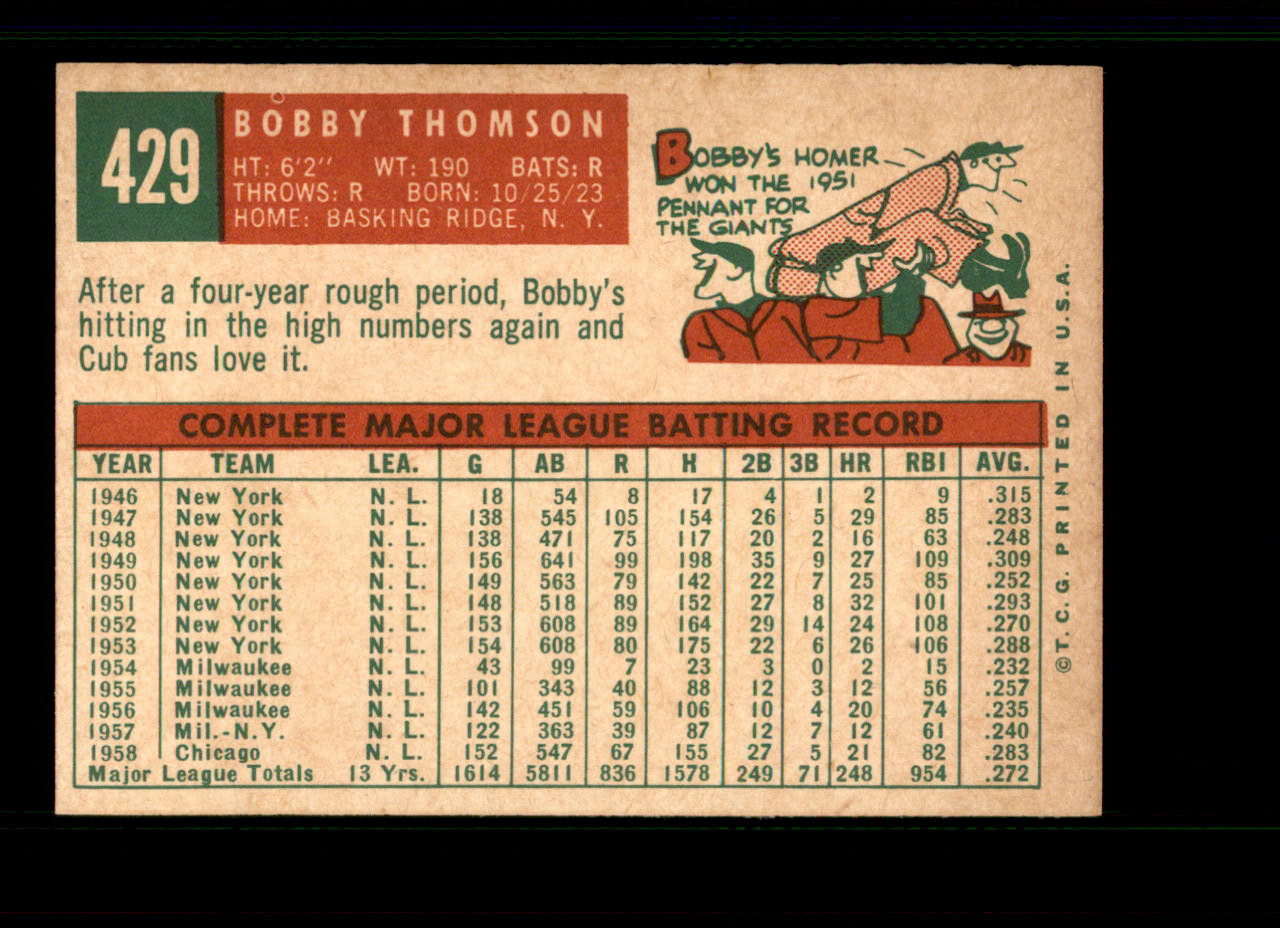 429
BOBBY THOMSON
HT: 6'2" WT: 190 BATS: R
THROWS: R BORN: 10/25/23
HOME: BASKING RIDGE, N. Y.
BOBBY'S HOMER
WON THE 1951
PENNANT FOR
THE GIANTS
After a four-year rough period, Bobby's
hitting in the high numbers again and
Cub fans love it.
COMPLETE MAJOR LEAGUE BATTING RECORD
YEAR TEAM LEA. G AB R H 2B 3B HR RBI AVG.
1946 New York N. L. 18 54 8 17 4 1 2 9 .315
1947 New York N. L. 138 545 105 154 26 5 29 85 .283
1948 New York N. L. 138 471 75 117 20 2 16 63 .248
1949 New York N. L. 156 641 99 198 35 9 27 109 .309
1950 New York N. L. 149 563 79 142 22 7 25 85 .252
1951 New York N. L. 148 518 89 152 27 8 32 101 .293
1952 New York N. L. 153 608 89 164 29 14 24 108 .270
1953 New York N. L. 154 608 80 175 22 6 26 106 .288
1954 Milwaukee N. L. 43 99 7 23 3 0 2 15 .232
1955 Milwaukee N. L. 101 343 40 88 12 3 12 56 .257
1956 Milwaukee N. L. 142 451 59 106 10 4 20 74 .235
1957 Mil.-N.Y. N. L. 122 363 39 87 12 7 12 61 .240
1958 Chicago N. L. 152 547 67 155 27 5 21 82 .283
Major League Totals 13 Yrs. 1614 5811 836 1578 249 71 248 954 .272
©T. C. G. PRINTED IN U.S.A.